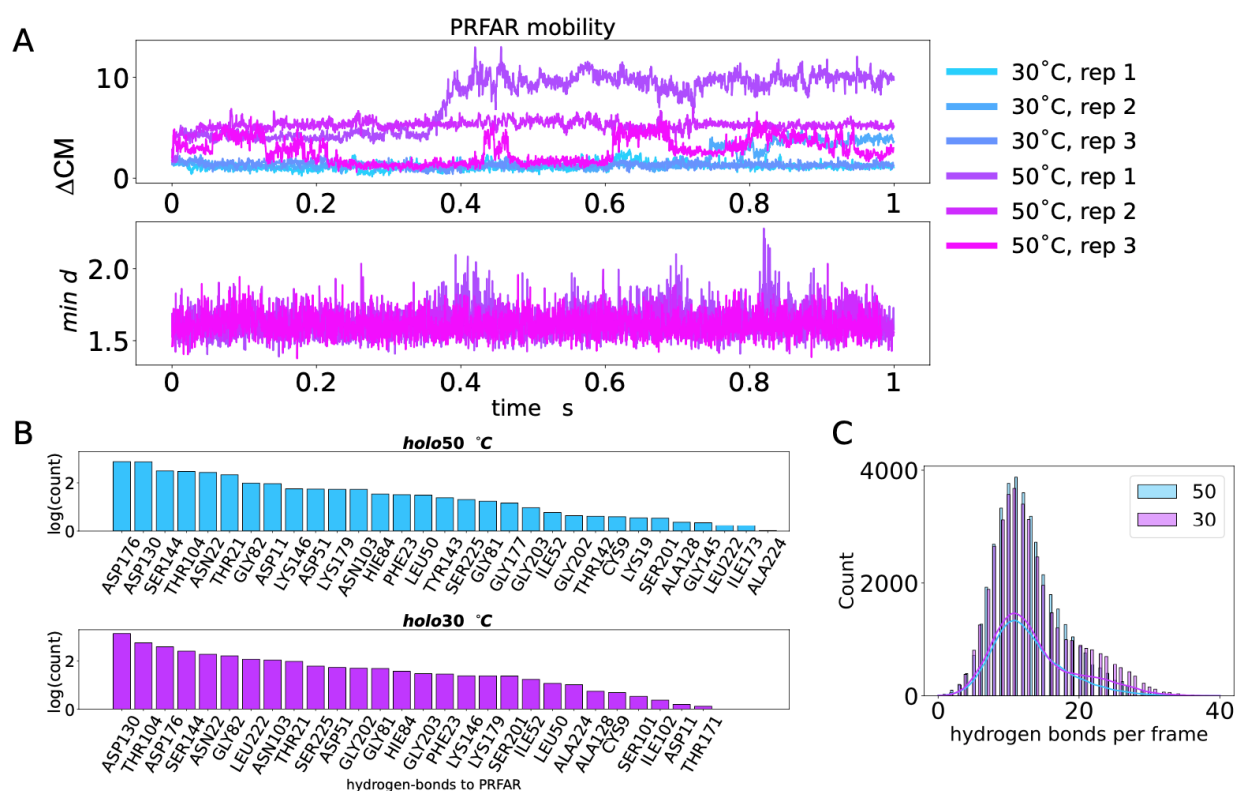 A
PRFAR mobility
ΔCM
10
5
0
0 0.2 0.4 0.6 0.8 1
min d
2.0
1.5
0 0.2 0.4 0.6 0.8 1
time s
30˚C, rep 1
30˚C, rep 2
30˚C, rep 3
50˚C, rep 1
50˚C, rep 2
50˚C, rep 3
B
holo50 ˚C
log(count)
2
0
ASP176
ASP130
SER144
THR104
ASN22
THR21
GLY82
ASP11
LYS146
ASP51
LYS179
ASN103
HIE84
PHE23
LEU50
TYR143
SER225
GLY81
GLY177
GLY203
ILE52
GLY202
THR142
CYS9
LYS19
SER201
ALA128
GLY145
LEU222
ILE173
ALA224
holo30 ˚C
log(count)
2
0
ASP130
THR104
ASP176
SER144
ASN22
GLY82
LEU222
ASN103
THR21
SER225
ASP51
GLY202
GLY81
HIE84
GLY203
PHE23
LYS146
LYS179
SER201
ILE52
LEU50
ALA224
ALA128
CYS9
SER101
ILE102
ASP11
THR171
hydrogen-bonds to PRFAR
C
Count
4000
2000
0
50
30
0 20 40
hydrogen bonds per frame